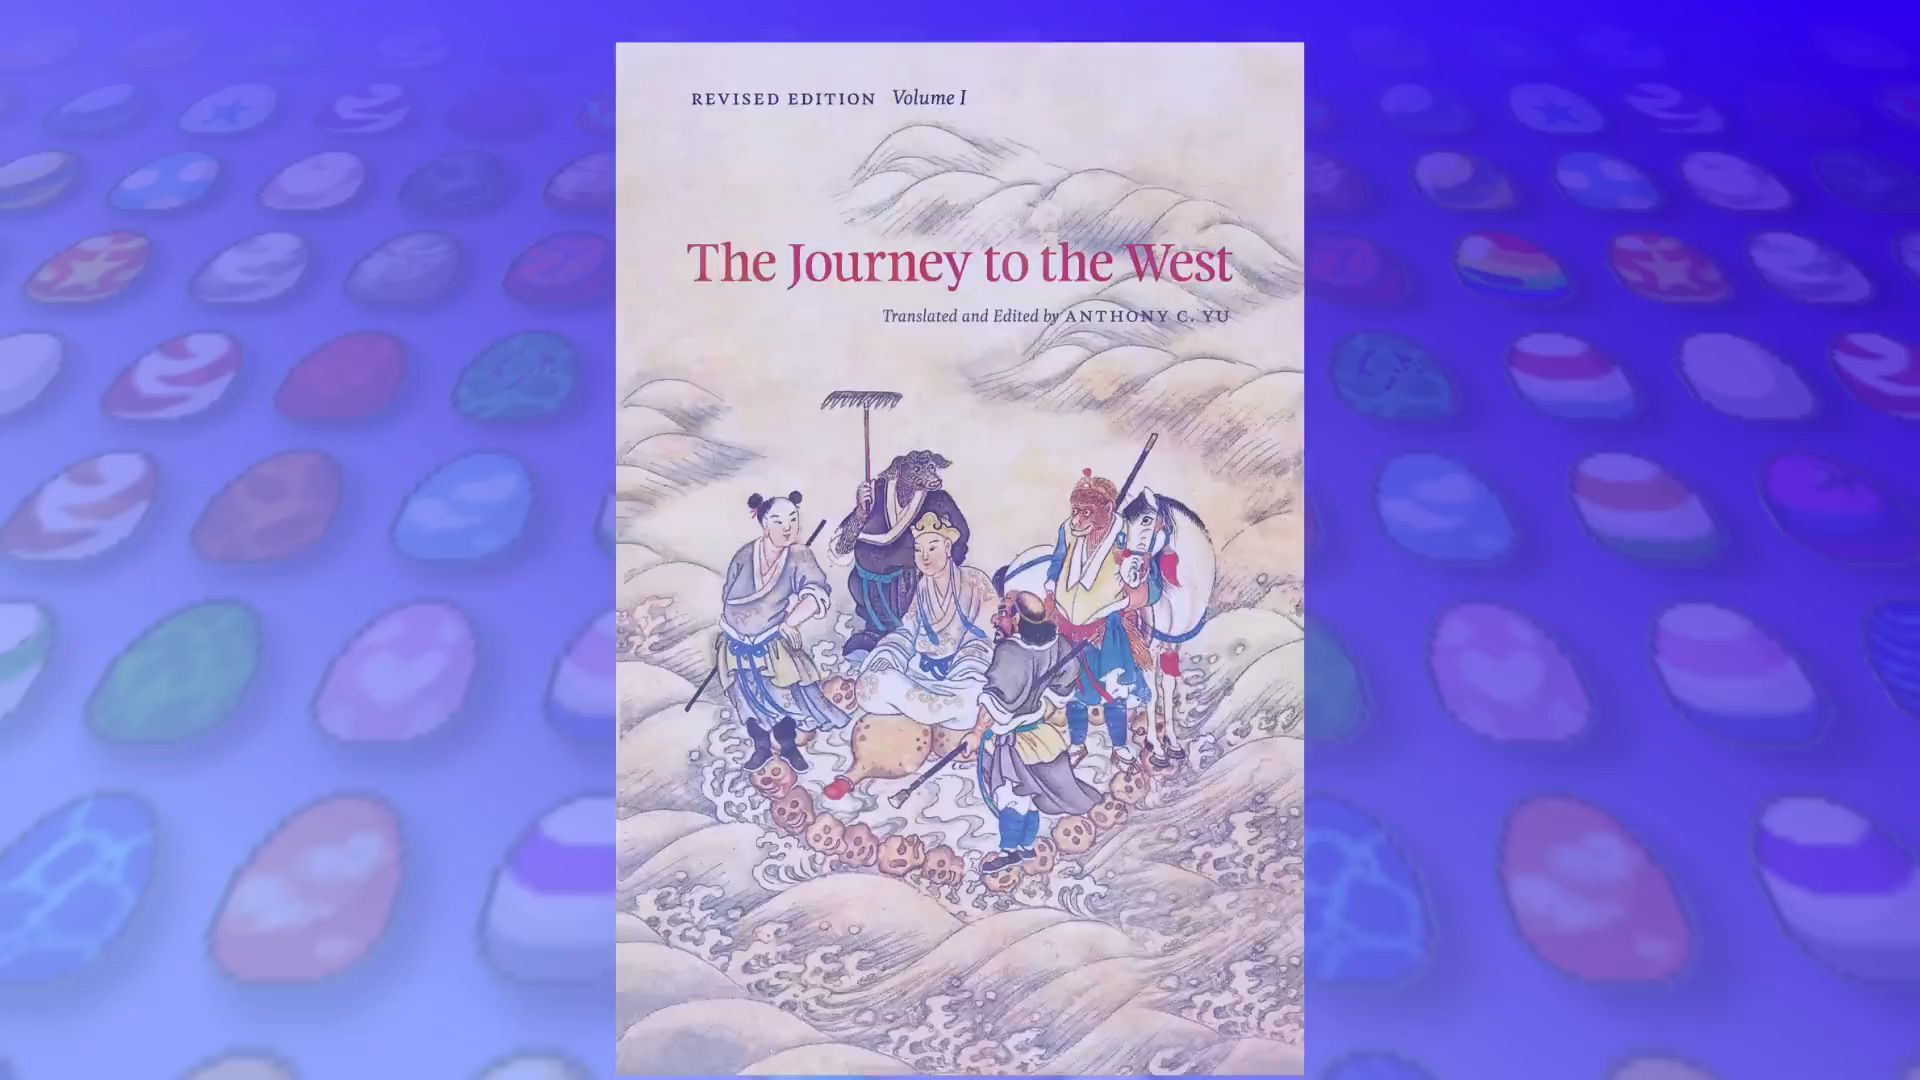 REVISED EDITION Volume I
The Journey to the West
Translated and Edited by ANTHONY C. YU